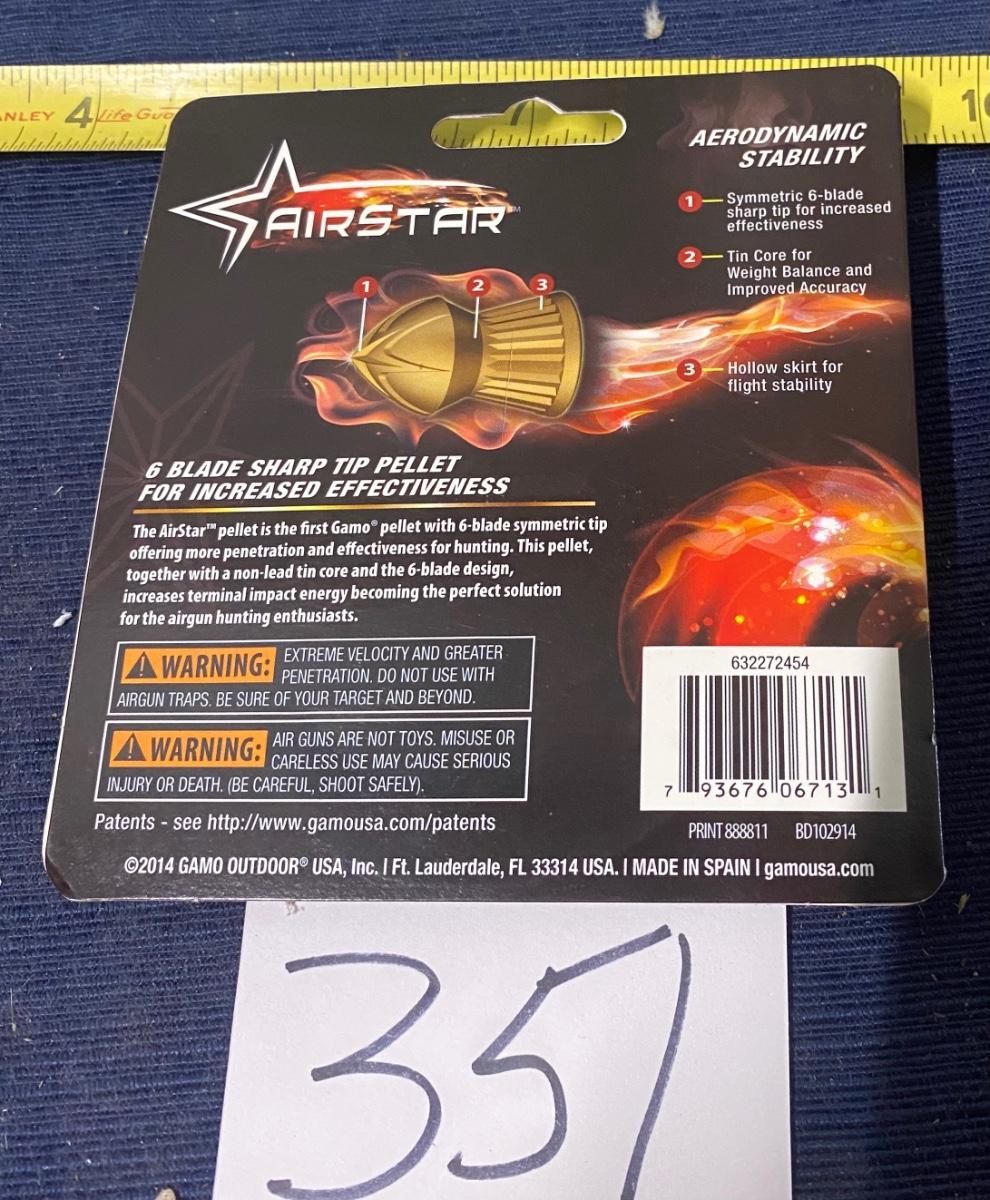 ANLEY 4 Life Gua
7
10
AIRSTAR™
AERODYNAMIC
STABILITY
1 Symmetric 6-blade
sharp tip for increased
effectiveness
2 Tin Core for
Weight Balance and
Improved Accuracy
3 Hollow skirt for
flight stability
1 2 3
6 BLADE SHARP TIP PELLET
FOR INCREASED EFFECTIVENESS
The AirStar™ pellet is the first Gamo® pellet with 6-blade symmetric tip
offering more penetration and effectiveness for hunting. This pellet,
together with a non-lead tin core and the 6-blade design,
increases terminal impact energy becoming the perfect solution
for the airgun hunting enthusiasts.
WARNING: EXTREME VELOCITY AND GREATER
PENETRATION. DO NOT USE WITH
AIRGUN TRAPS. BE SURE OF YOUR TARGET AND BEYOND.
WARNING: AIR GUNS ARE NOT TOYS. MISUSE OR
CARELESS USE MAY CAUSE SERIOUS
INJURY OR DEATH. (BE CAREFUL, SHOOT SAFELY).
Patents - see http://www.gamousa.com/patents
632272454
7 93676 06713 1
PRINT 888811 BD102914
©2014 GAMO OUTDOOR® USA, Inc. I Ft. Lauderdale, FL 33314 USA. I MADE IN SPAIN I gamousa.com
351